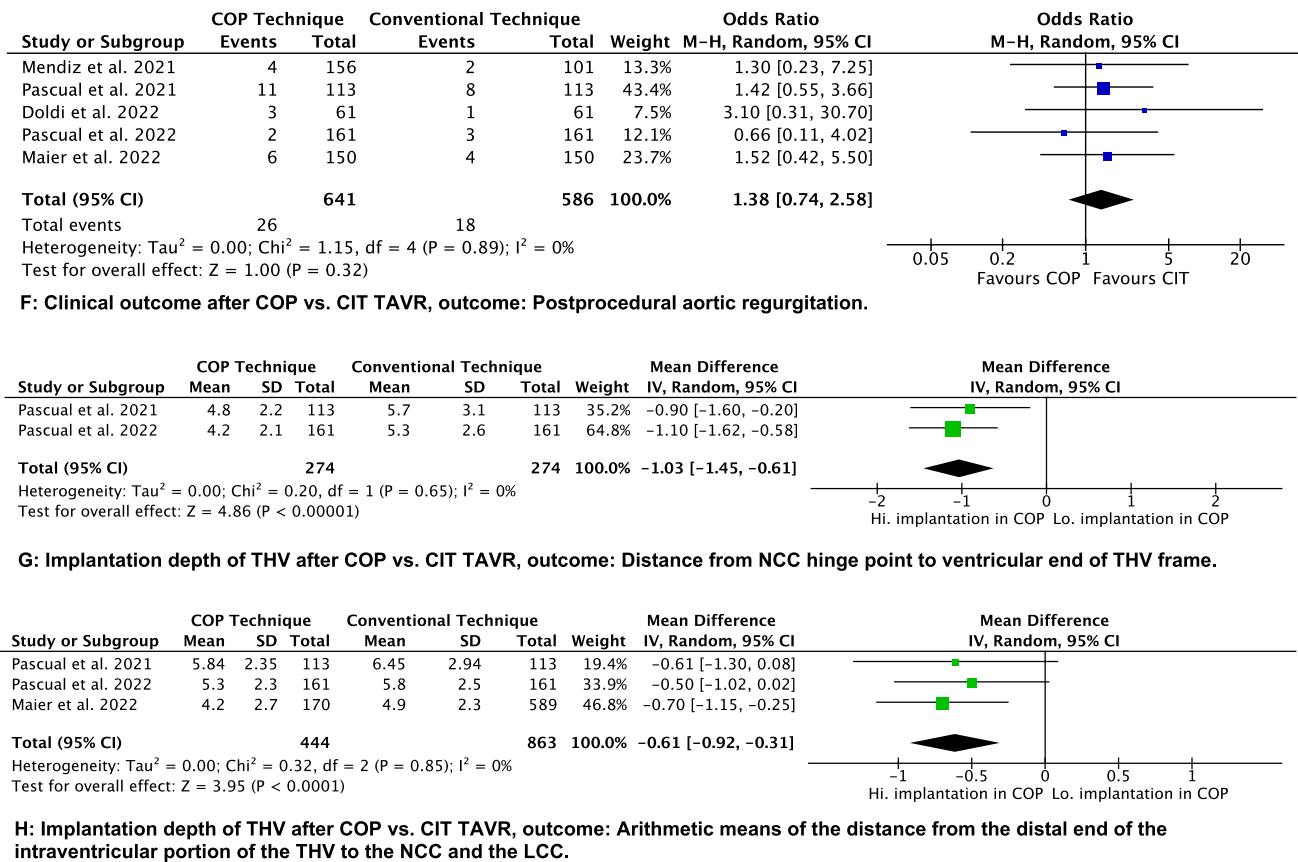 COP Technique Conventional Technique Odds Ratio Odds Ratio
Study or Subgroup Events Total Events Total Weight M-H, Random, 95% CI M-H, Random, 95% CI
Mendiz et al. 2021 4 156 2 101 13.3% 1.30 [0.23, 7.25]
Pascual et al. 2021 11 113 8 113 43.4% 1.42 [0.55, 3.66]
Doldi et al. 2022 3 61 1 61 7.5% 3.10 [0.31, 30.70]
Pascual et al. 2022 2 161 3 161 12.1% 0.66 [0.11, 4.02]
Maier et al. 2022 6 150 4 150 23.7% 1.52 [0.42, 5.50]
Total (95% CI) 641 586 100.0% 1.38 [0.74, 2.58]
Total events 26 18
Heterogeneity: Tau² = 0.00; Chi² = 1.15, df = 4 (P = 0.89); I² = 0%
Test for overall effect: Z = 1.00 (P = 0.32)
0.05 0.2 1 5 20
Favours COP Favours CIT
F: Clinical outcome after COP vs. CIT TAVR, outcome: Postprocedural aortic regurgitation.
COP Technique Conventional Technique Mean Difference Mean Difference
Study or Subgroup Mean SD Total Mean SD Total Weight IV, Random, 95% CI IV, Random, 95% CI
Pascual et al. 2021 4.8 2.2 113 5.7 3.1 113 35.2% −0.90 [−1.60, −0.20]
Pascual et al. 2022 4.2 2.1 161 5.3 2.6 161 64.8% −1.10 [−1.62, −0.58]
Total (95% CI) 274 274 100.0% −1.03 [−1.45, −0.61]
Heterogeneity: Tau² = 0.00; Chi² = 0.20, df = 1 (P = 0.65); I² = 0%
Test for overall effect: Z = 4.86 (P < 0.00001)
-2 -1 0 1 2
Hi. implantation in COP Lo. implantation in COP
G: Implantation depth of THV after COP vs. CIT TAVR, outcome: Distance from NCC hinge point to ventricular end of THV frame.
COP Technique Conventional Technique Mean Difference Mean Difference
Study or Subgroup Mean SD Total Mean SD Total Weight IV, Random, 95% CI IV, Random, 95% CI
Pascual et al. 2021 5.84 2.35 113 6.45 2.94 113 19.4% −0.61 [−1.30, 0.08]
Pascual et al. 2022 5.3 2.3 161 5.8 2.5 161 33.9% −0.50 [−1.02, 0.02]
Maier et al. 2022 4.2 2.7 170 4.9 2.3 589 46.8% −0.70 [−1.15, −0.25]
Total (95% CI) 444 863 100.0% −0.61 [−0.92, −0.31]
Heterogeneity: Tau² = 0.00; Chi² = 0.32, df = 2 (P = 0.85); I² = 0%
Test for overall effect: Z = 3.95 (P < 0.0001)
-1 -0.5 0 0.5 1
Hi. implantation in COP Lo. implantation in COP
H: Implantation depth of THV after COP vs. CIT TAVR, outcome: Arithmetic means of the distance from the distal end of the
intraventricular portion of the THV to the NCC and the LCC.